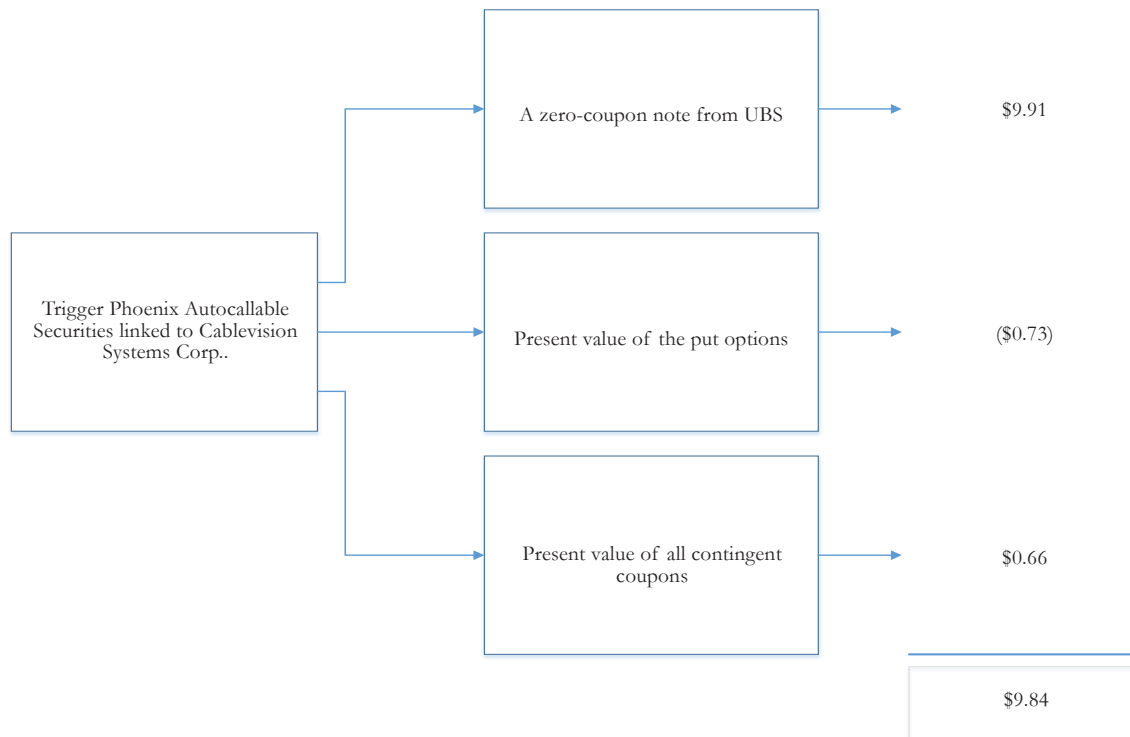 A zero-coupon note from UBS
$9.91
Trigger Phoenix Autocallable
Securities linked to Cablevision
Systems Corp..
Present value of the put options
($0.73)
Present value of all contingent
coupons
$0.66
$9.84